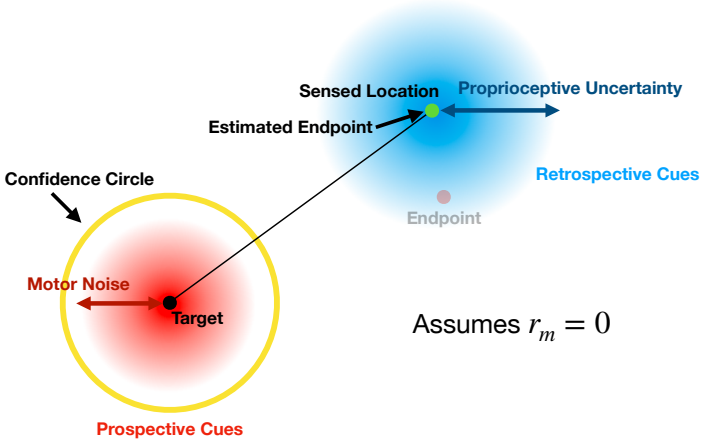 Sensed Location
Proprioceptive Uncertainty
Estimated Endpoint
Confidence Circle
Retrospective Cues
Endpoint
Motor Noise
Target
Assumes r_m = 0
Prospective Cues